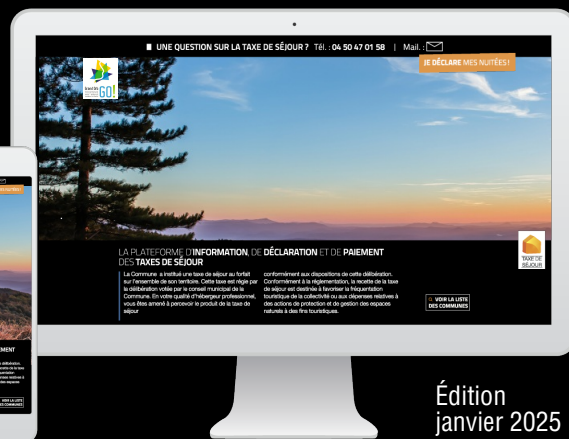 UNE QUESTION SUR LA TAXE DE SÉJOUR ? Tél. : 04 50 47 01 58 | Mail. :
JE DÉCLARE MES NUITÉES !
GO!
LA PLATEFORME D'INFORMATION, DE DÉCLARATION ET DE PAIEMENT
DES TAXES DE SÉJOUR
La Commune a institué une taxe de séjour au forfait
sur l'ensemble de son territoire. Cette taxe est régie par
la délibération votée par le conseil municipal de la
Commune. En votre qualité d'hébergeur professionnel,
vous êtes amené à percevoir le produit de la taxe de
séjour
conformément aux dispositions de cette délibération.
Conformément à la réglementation, la recette de la taxe
de séjour est destinée à favoriser la fréquentation
touristique de la collectivité ou aux dépenses relatives à
des actions de protection et de gestion des espaces
naturels à des fins touristiques.
TAXE DE
SÉJOUR
VOIR LA LISTE
DES COMMUNES
PAIEMENT
VOIR LA LISTE
DES COMMUNES
Édition
janvier 2025